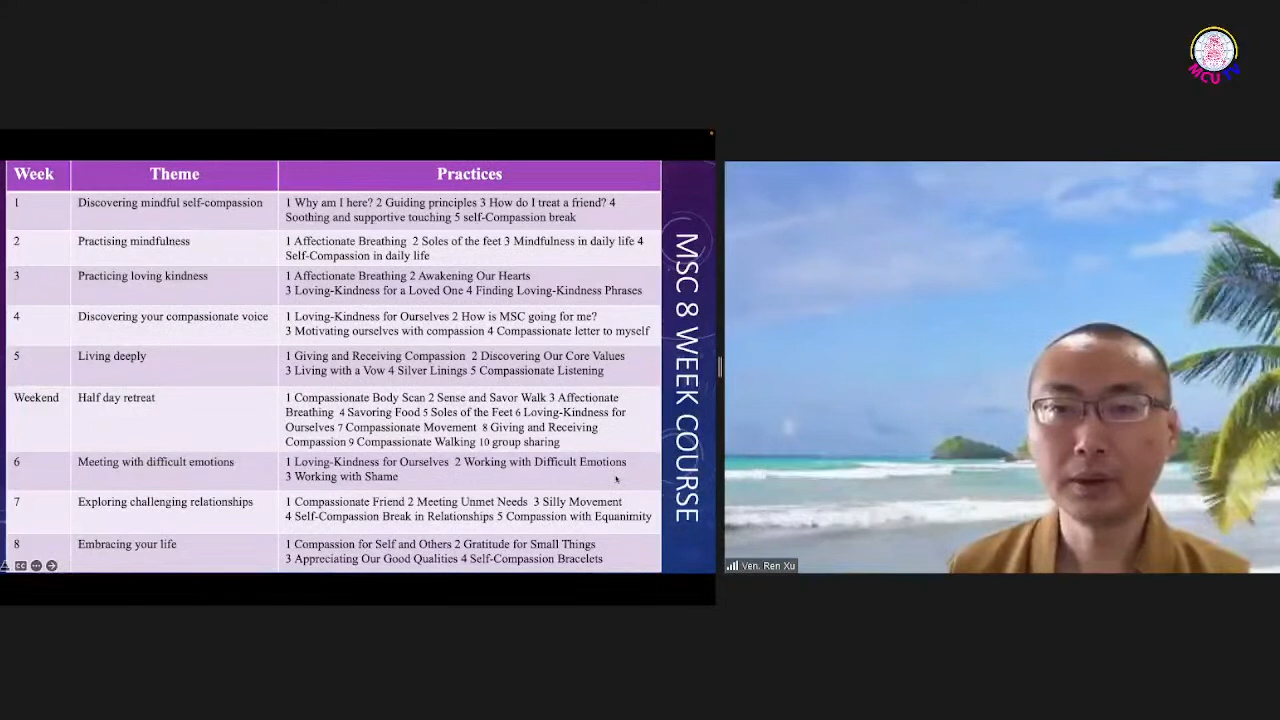 MCU TV
Week Theme Practices
1 Discovering mindful self-compassion 1 Why am I here? 2 Guiding principles 3 How do I treat a friend? 4
Soothing and supportive touching 5 self-Compassion break
2 Practising mindfulness 1 Affectionate Breathing 2 Soles of the feet 3 Mindfulness in daily life 4
Self-Compassion in daily life
3 Practicing loving kindness 1 Affectionate Breathing 2 Awakening Our Hearts
3 Loving-Kindness for a Loved One 4 Finding Loving-Kindness Phrases
4 Discovering your compassionate voice 1 Loving-Kindness for Ourselves 2 How is MSC going for me?
3 Motivating ourselves with compassion 4 Compassionate letter to myself
5 Living deeply 1 Giving and Receiving Compassion 2 Discovering Our Core Values
3 Living with a Vow 4 Silver Linings 5 Compassionate Listening
Weekend Half day retreat 1 Compassionate Body Scan 2 Sense and Savor Walk 3 Affectionate
Breathing 4 Savoring Food 5 Soles of the Feet 6 Loving-Kindness for
Ourselves 7 Compassionate Movement 8 Giving and Receiving
Compassion 9 Compassionate Walking 10 group sharing
6 Meeting with difficult emotions 1 Loving-Kindness for Ourselves 2 Working with Difficult Emotions
3 Working with Shame
7 Exploring challenging relationships 1 Compassionate Friend 2 Meeting Unmet Needs 3 Silly Movement
4 Self-Compassion Break in Relationships 5 Compassion with Equanimity
8 Embracing your life 1 Compassion for Self and Others 2 Gratitude for Small Things
3 Appreciating Our Good Qualities 4 Self-Compassion Bracelets
MSC 8 WEEK COURSE
Ven. Ren Xu